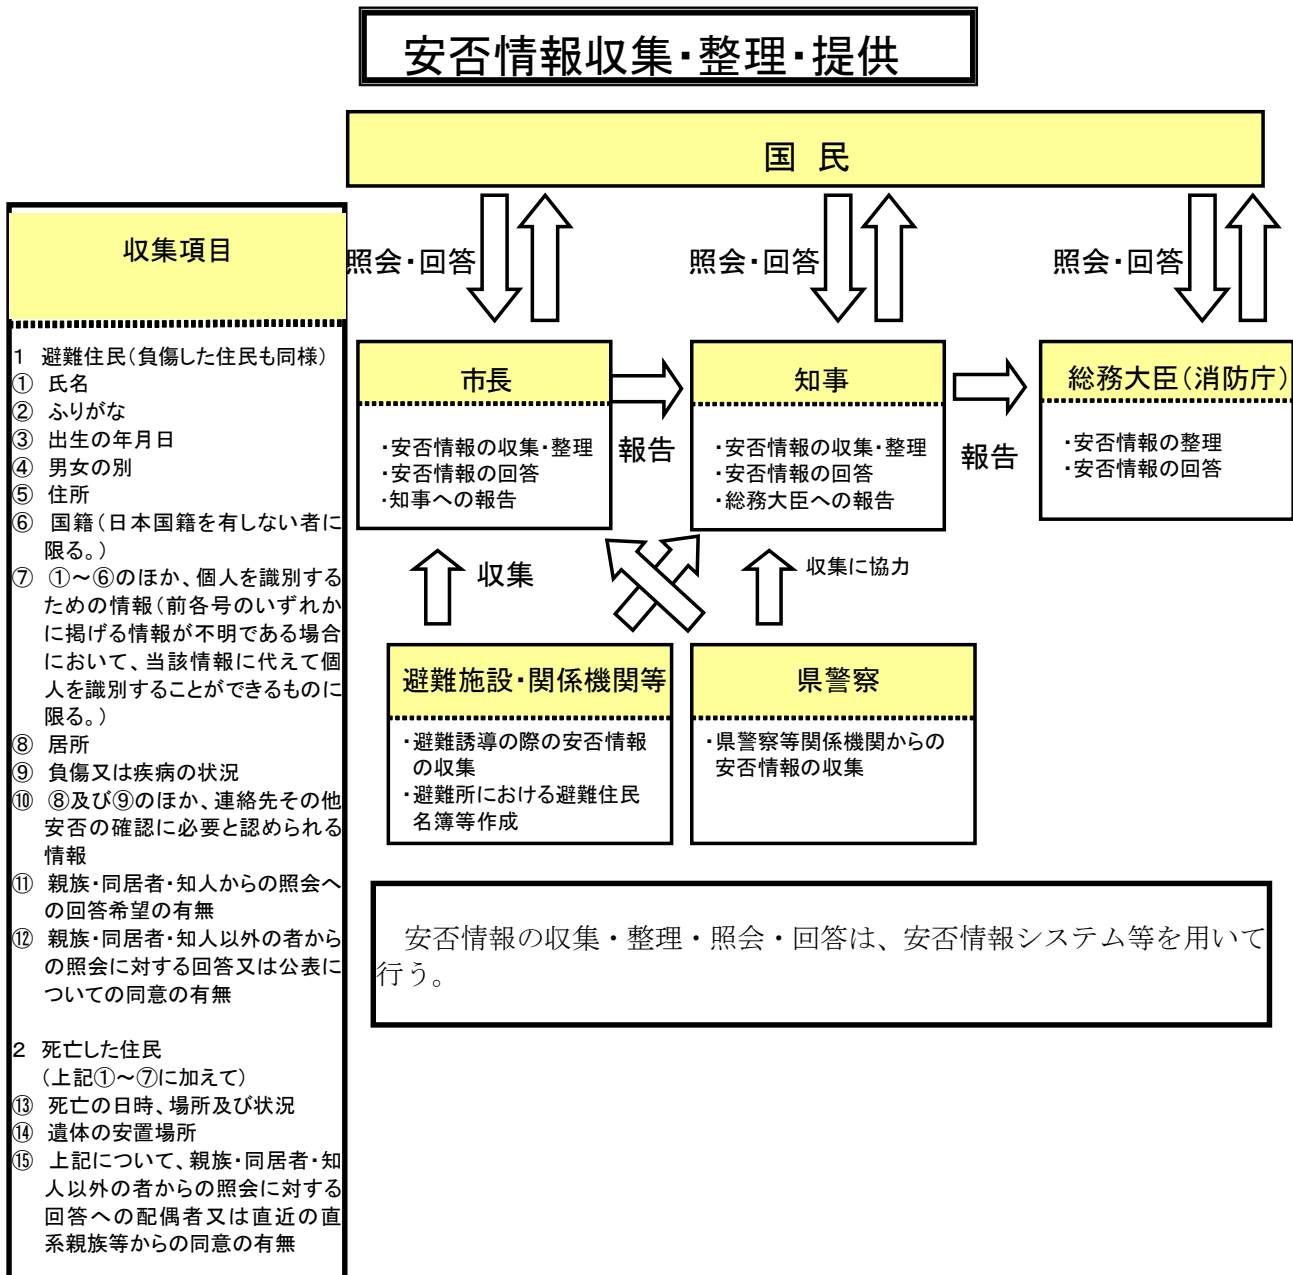 安否情報収集・整理・提供
国 民
収集項目
1 避難住民(負傷した住民も同様)
① 氏名
② ふりがな
③ 出生の年月日
④ 男女の別
⑤ 住所
⑥ 国籍(日本国籍を有しない者に
限る。)
⑦ ①～⑥のほか、個人を識別する
ための情報(前各号のいずれか
に掲げる情報が不明である場合
において、当該情報に代えて個
人を識別することができるものに
限る。)
⑧ 居所
⑨ 負傷又は疾病の状況
⑩ ⑧及び⑨のほか、連絡先その他
安否の確認に必要と認められる
情報
⑪ 親族・同居者・知人からの照会へ
の回答希望の有無
⑫ 親族・同居者・知人以外の者から
の照会に対する回答又は公表に
ついての同意の有無
2 死亡した住民
(上記①～⑦に加えて)
⑬ 死亡の日時、場所及び状況
⑭ 遺体の安置場所
⑮ 上記について、親族・同居者・知
人以外の者からの照会に対する
回答への配偶者又は直近の直
系親族等からの同意の有無
照会・回答
照会・回答
照会・回答
市長
・安否情報の収集・整理
・安否情報の回答
・知事への報告
報告
知事
・安否情報の収集・整理
・安否情報の回答
・総務大臣への報告
報告
総務大臣(消防庁)
・安否情報の整理
・安否情報の回答
収集
収集に協力
避難施設・関係機関等
・避難誘導の際の安否情報
の収集
・避難所における避難住民
名簿等作成
県警察
・県警察等関係機関からの
安否情報の収集
安否情報の収集・整理・照会・回答は、安否情報システム等を用いて
行う。